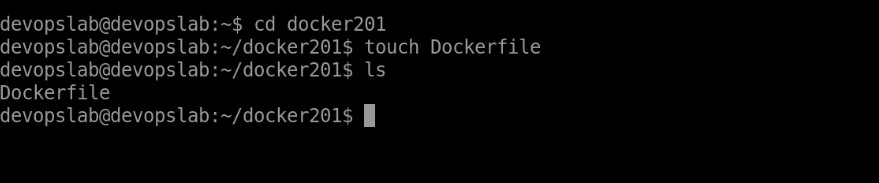 devopslab@devopslab:~$ cd docker201
devopslab@devopslab:~/docker201$ touch Dockerfile
devopslab@devopslab:~/docker201$ ls
Dockerfile
devopslab@devopslab:~/docker201$